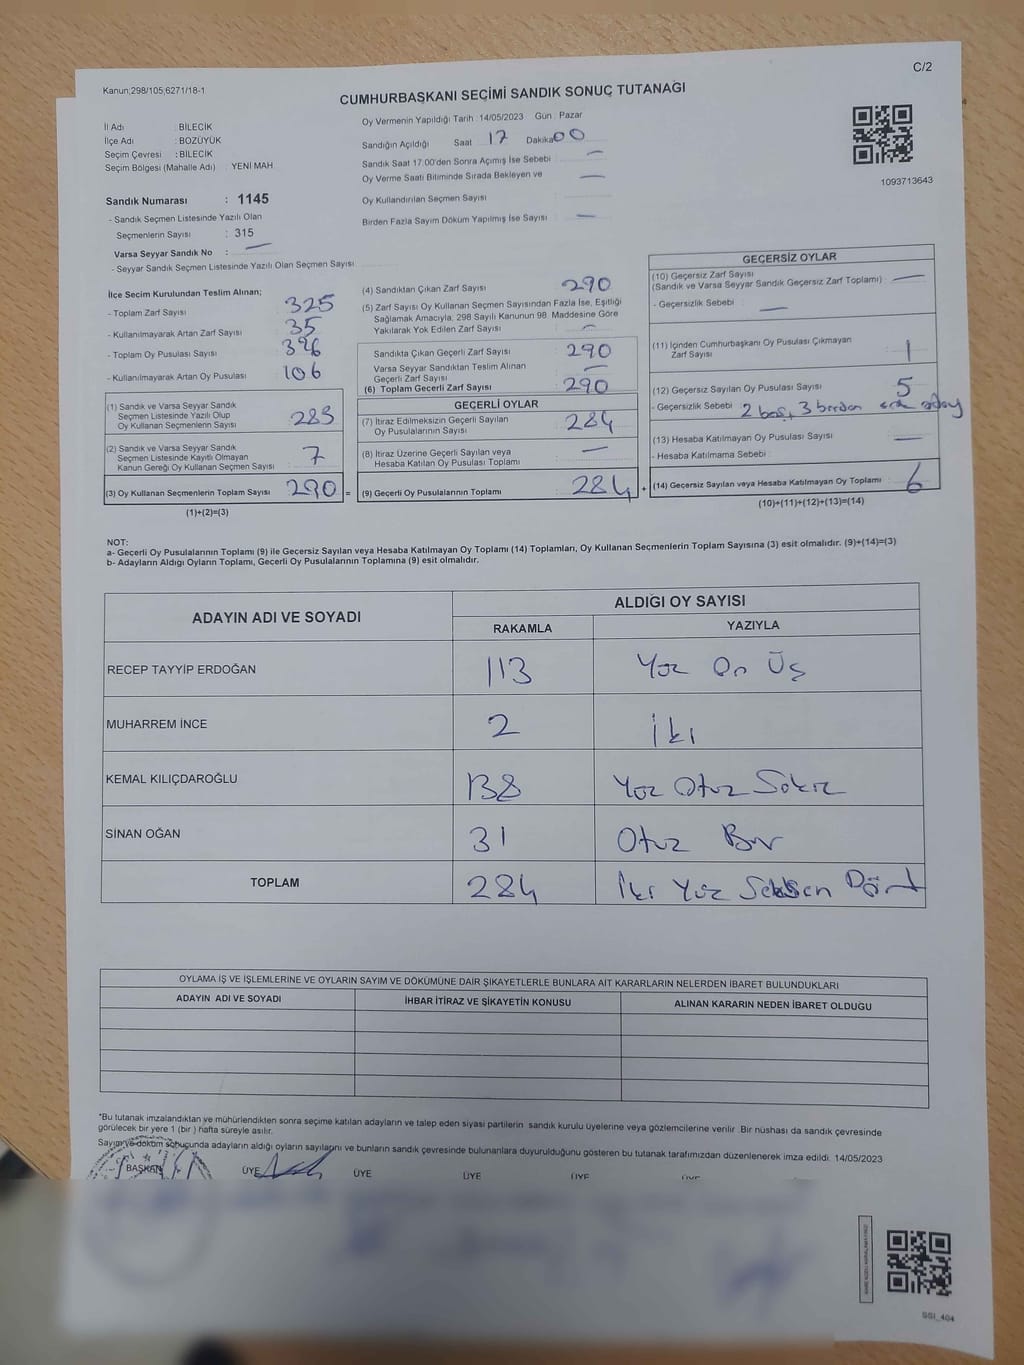 C/2
Kanun;298/105;6271/18-1
CUMHURBAŞKANI SEÇİMİ SANDIK SONUÇ TUTANAĞI
İl Adı : BİLECİK
İlçe Adı : BOZÜYÜK
Seçim Çevresi : BİLECİK
Seçim Bölgesi (Mahalle Adı) : YENİ MAH.
Sandık Numarası : 1145
- Sandık Seçmen Listesinde Yazılı Olan
Seçmenlerin Sayısı : 315
Varsa Seyyar Sandık No : —
- Seyyar Sandık Seçmen Listesinde Yazılı Olan Seçmen Sayısı
Oy Vermenin Yapıldığı Tarih : 14/05/2023 Gün : Pazar
Sandığın Açıldığı Saat 17 Dakika 00
Sandık Saat 17.00'den Sonra Açımış İse Sebebi —
Oy Verme Saati Bitiminde Sırada Bekleyen ve —
Oy Kullandırılan Seçmen Sayısı
Birden Fazla Sayım Döküm Yapılmış İse Sayısı —
1093713643
İlçe Secim Kurulundan Teslim Alınan;
- Toplam Zarf Sayısı 325
- Kullanılmayarak Artan Zarf Sayısı 35
- Toplam Oy Pusulası Sayısı 396
- Kullanılmayarak Artan Oy Pusulası 106
(1) Sandık ve Varsa Seyyar Sandık
Seçmen Listesinde Yazılı Olup
Oy Kullanan Seçmenlerin Sayısı 283
(2) Sandık ve Varsa Seyyar Sandık
Seçmen Listesinde Kayıtlı Olmayan
Kanun Gereği Oy Kullanan Seçmen Sayısı 7
(3) Oy Kullanan Seçmenlerin Toplam Sayısı 290 =
(1)+(2)=(3)
(4) Sandıktan Çıkan Zarf Sayısı 290
(5) Zarf Sayısı Oy Kullanan Seçmen Sayısından Fazla İse, Eşitliği
Sağlamak Amacıyla, 298 Sayılı Kanunun 98. Maddesine Göre
Yakılarak Yok Edilen Zarf Sayısı —
Sandıkta Çıkan Geçerli Zarf Sayısı 290
Varsa Seyyar Sandıktan Teslim Alınan
Geçerli Zarf Sayısı —
(6) Toplam Gecerli Zarf Sayısı 290
GEÇERLİ OYLAR
(7) İtiraz Edilmeksizin Geçerli Sayılan
Oy Pusulalarının Sayısı 284
(8) İtiraz Üzerine Geçerli Sayılan veya
Hesaba Katılan Oy Pusulası Toplamı —
(9) Geçerli Oy Pusulalarının Toplamı 284 +
GEÇERSİZ OYLAR
(10) Geçersiz Zarf Sayısı
(Sandık ve Varsa Seyyar Sandık Geçersiz Zarf Toplamı) —
- Geçersizlik Sebebi —
(11) İçinden Cumhurbaşkanı Oy Pusulası Çıkmayan
Zarf Sayısı 1
(12) Geçersiz Sayılan Oy Pusulası Sayısı 5
- Geçersizlik Sebebi 2 boş, 3 birden aday
(13) Hesaba Katılmayan Oy Pusulası Sayısı —
- Hesaba Katılmama Sebebi
(14) Geçersiz Sayılan veya Hesaba Katılmayan Oy Toplamı 6
(10)+(11)+(12)+(13)=(14)
NOT:
a- Geçerli Oy Pusulalarının Toplamı (9) ile Geçersiz Sayılan veya Hesaba Katılmayan Oy Toplamı (14) Toplamları, Oy Kullanan Seçmenlerin Toplam Sayısına (3) esit olmalıdır. (9)+(14)=(3)
b- Adayların Aldığı Oyların Toplamı, Gecerli Oy Pusulalarının Toplamına (9) esit olmalıdır.
ADAYIN ADI VE SOYADI ALDIĞI OY SAYISI
RAKAMLA YAZIYLA
RECEP TAYYİP ERDOĞAN 113 Yüz On Üç
MUHARREM İNCE 2 İki
KEMAL KILIÇDAROĞLU 138 Yüz Otuz Sekiz
SİNAN OĞAN 31 Otuz Bir
TOPLAM 284 İki Yüz Seksen Dört
OYLAMA İŞ VE İŞLEMLERİNE VE OYLARIN SAYIM VE DÖKÜMÜNE DAİR ŞİKAYETLERLE BUNLARA AİT KARARLARIN NELERDEN İBARET BULUNDUKLARI
ADAYIN ADI VE SOYADI İHBAR İTİRAZ VE ŞİKAYETİN KONUSU ALINAN KARARIN NEDEN İBARET OLDUĞU
*Bu tutanak imzalandıktan ve mühürlendikten sonra seçime katılan adayların ve talep eden siyasi partilerin sandık kurulu üyelerine veya gözlemcilerine verilir. Bir nüshası da sandık çevresinde
görülecek bir yere 1 (bir ) hafta süreyle asılır.
Sayım ve döküm sonuçunda adayların aldığı oyların sayılarını ve bunların sandık çevresinde bulunanlara duyurulduğunu gösteren bu tutanak tarafımızdan düzenlenerek imza edildi. 14/05/2023
BAŞKAN ÜYE ÜYE ÜYE ÜYE ÜYE
SSI_404